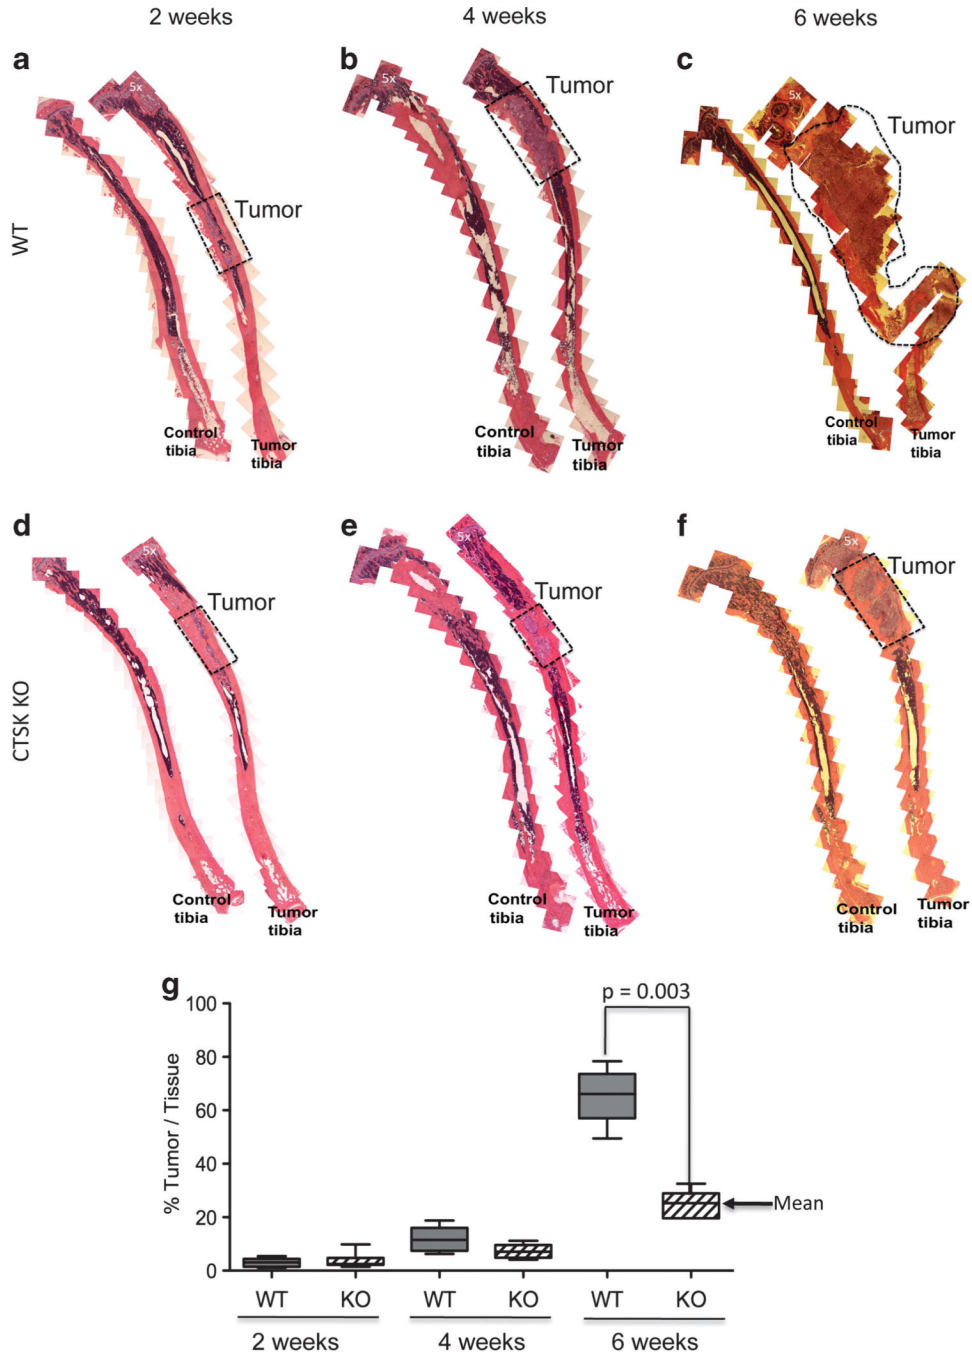 2 weeks
4 weeks
6 weeks
WT
a
5x
Tumor
Control
tibia
Tumor
tibia
b
5x
Tumor
Control
tibia
Tumor
tibia
c
5x
Tumor
Control
tibia
Tumor
tibia
CTSK KO
d
5x
Tumor
Control
tibia
Tumor
tibia
e
5x
Tumor
Control
tibia
Tumor
tibia
f
5x
Tumor
Control
tibia
Tumor
tibia
g
p = 0.003
% Tumor / Tissue
100
80
60
40
20
0
Mean
WT KO WT KO WT KO
2 weeks 4 weeks 6 weeks